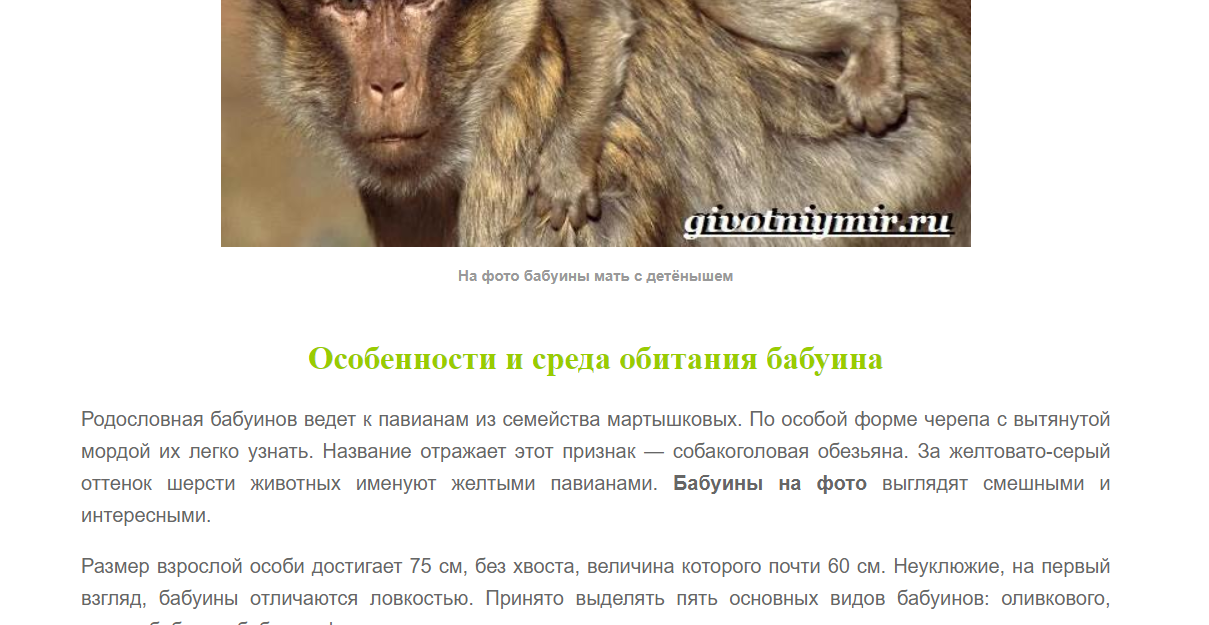 givotniymir.ru
На фото бабуины мать с детёнышем
Особенности и среда обитания бабуина
Родословная бабуинов ведет к павианам из семейства мартышковых. По особой форме черепа с вытянутой
мордой их легко узнать. Название отражает этот признак — собакоголовая обезьяна. За желтовато-серый
оттенок шерсти животных именуют желтыми павианами. Бабуины на фото выглядят смешными и
интересными.
Размер взрослой особи достигает 75 см, без хвоста, величина которого почти 60 см. Неуклюжие, на первый
взгляд, бабуины отличаются ловкостью. Принято выделять пять основных видов бабуинов: оливкового,